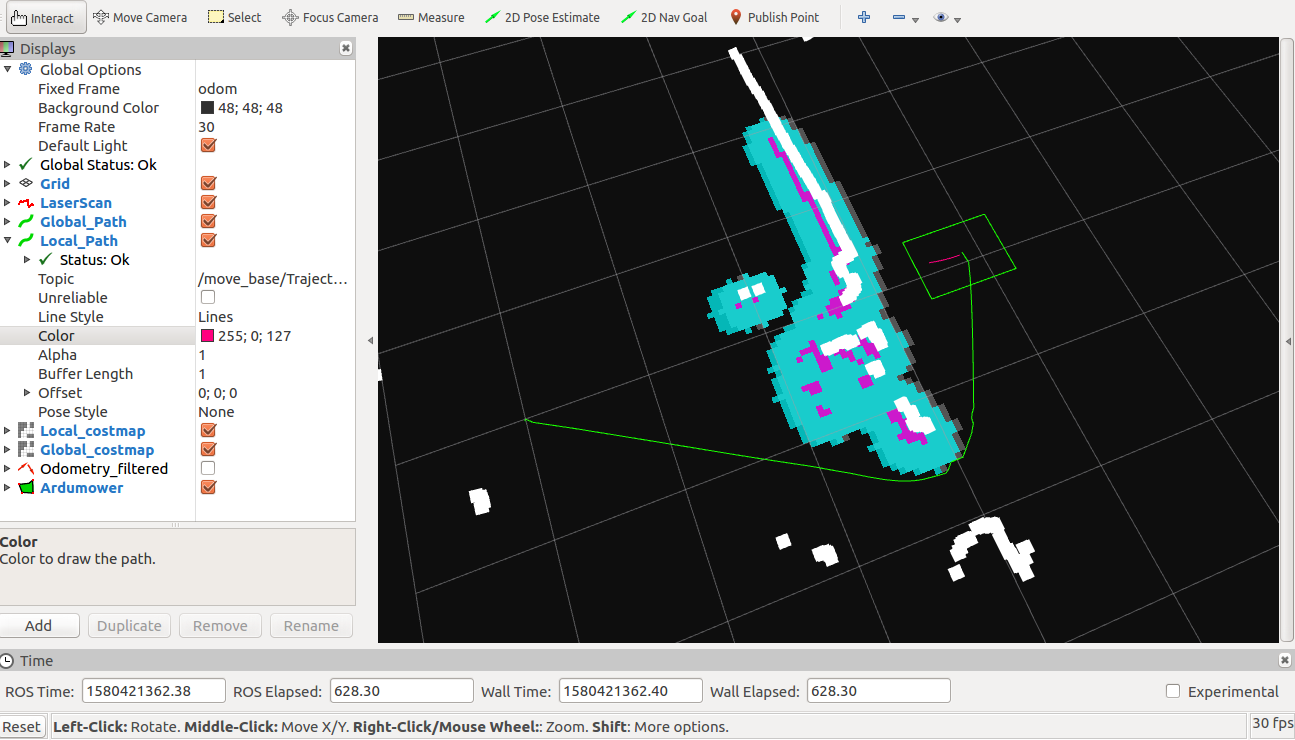 Interact Move Camera Select Focus Camera Measure 2D Pose Estimate 2D Nav Goal Publish Point
Displays
Global Options
Fixed Frame odom
Background Color 48; 48; 48
Frame Rate 30
Default Light
Global Status: Ok
Grid
LaserScan
Global_Path
Local_Path
Status: Ok
Topic /move_base/Traject...
Unreliable
Line Style Lines
Color 255; 0; 127
Alpha 1
Buffer Length 1
Offset 0; 0; 0
Pose Style None
Local_costmap
Global_costmap
Odometry_filtered
Ardumower
Color
Color to draw the path.
Add Duplicate Remove Rename
Time
ROS Time: 1580421362.38 ROS Elapsed: 628.30 Wall Time: 1580421362.40 Wall Elapsed: 628.30 Experimental
Reset Left-Click: Rotate. Middle-Click: Move X/Y. Right-Click/Mouse Wheel:: Zoom. Shift: More options. 30 fps